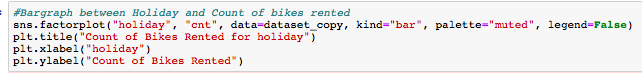 #Bargraph between Holiday and Count of bikes rented
sns.factorplot("holiday", "cnt", data=dataset_copy, kind="bar", palette="muted", legend=False)
plt.title("Count of Bikes Rented for holiday")
plt.xlabel("holiday")
plt.ylabel("Count of Bikes Rented")